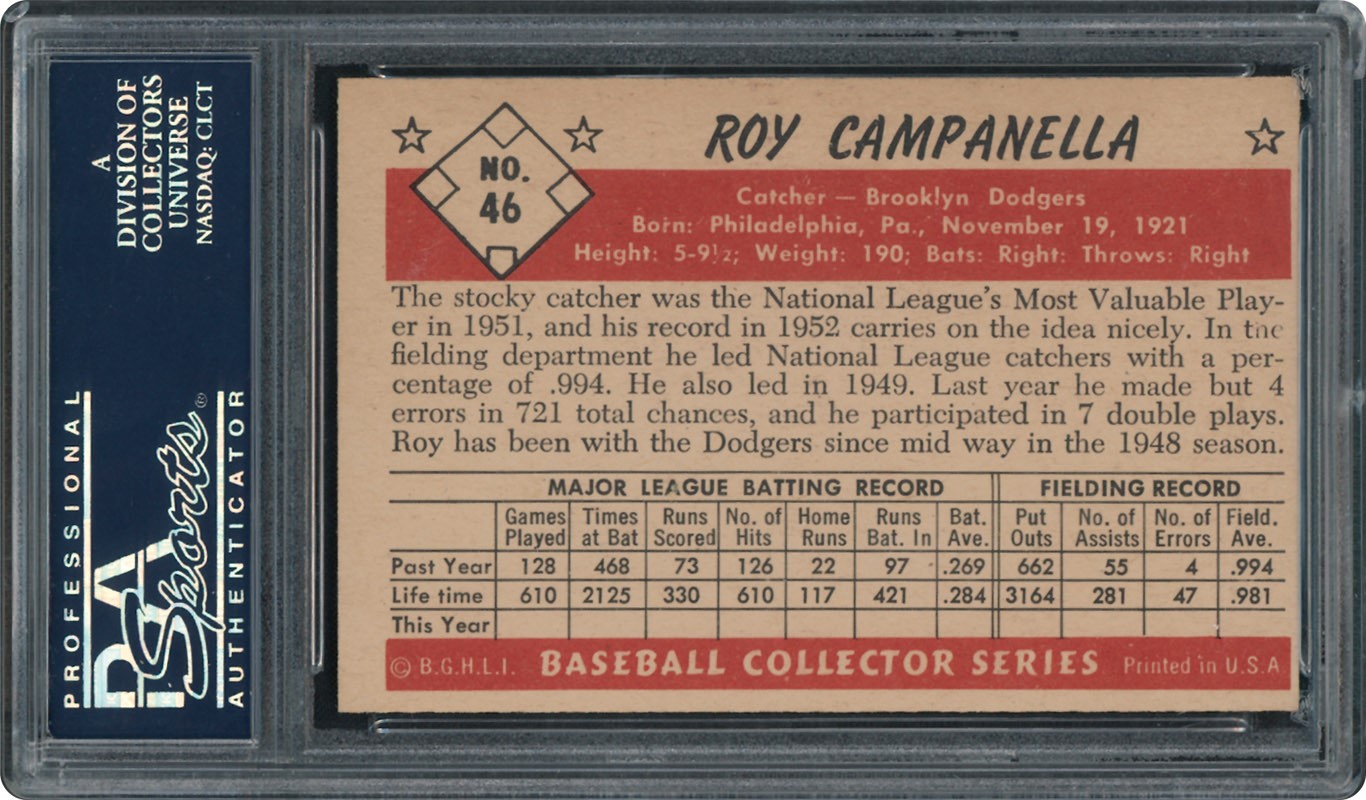 A
DIVISION OF
COLLECTORS
UNIVERSE
NASDAQ: CLCT
PROFESSIONAL
PSA
Sports®
AUTHENTICATOR
NO.
46
ROY CAMPANELLA
Catcher — Brooklyn Dodgers
Born: Philadelphia, Pa., November 19, 1921
Height: 5-9½; Weight: 190; Bats: Right: Throws: Right
The stocky catcher was the National League's Most Valuable Play-
er in 1951, and his record in 1952 carries on the idea nicely. In the
fielding department he led National League catchers with a per-
centage of .994. He also led in 1949. Last year he made but 4
errors in 721 total chances, and he participated in 7 double plays.
Roy has been with the Dodgers since mid way in the 1948 season.
MAJOR LEAGUE BATTING RECORD FIELDING RECORD
Games Times Runs No. of Home Runs Bat. Put No. of No. of Field.
Played at Bat Scored Hits Runs Bat. In Ave. Outs Assists Errors Ave.
Past Year 128 468 73 126 22 97 .269 662 55 4 .994
Life time 610 2125 330 610 117 421 .284 3164 281 47 .981
This Year
© B.G.H.L.I. BASEBALL COLLECTOR SERIES Printed in U.S.A